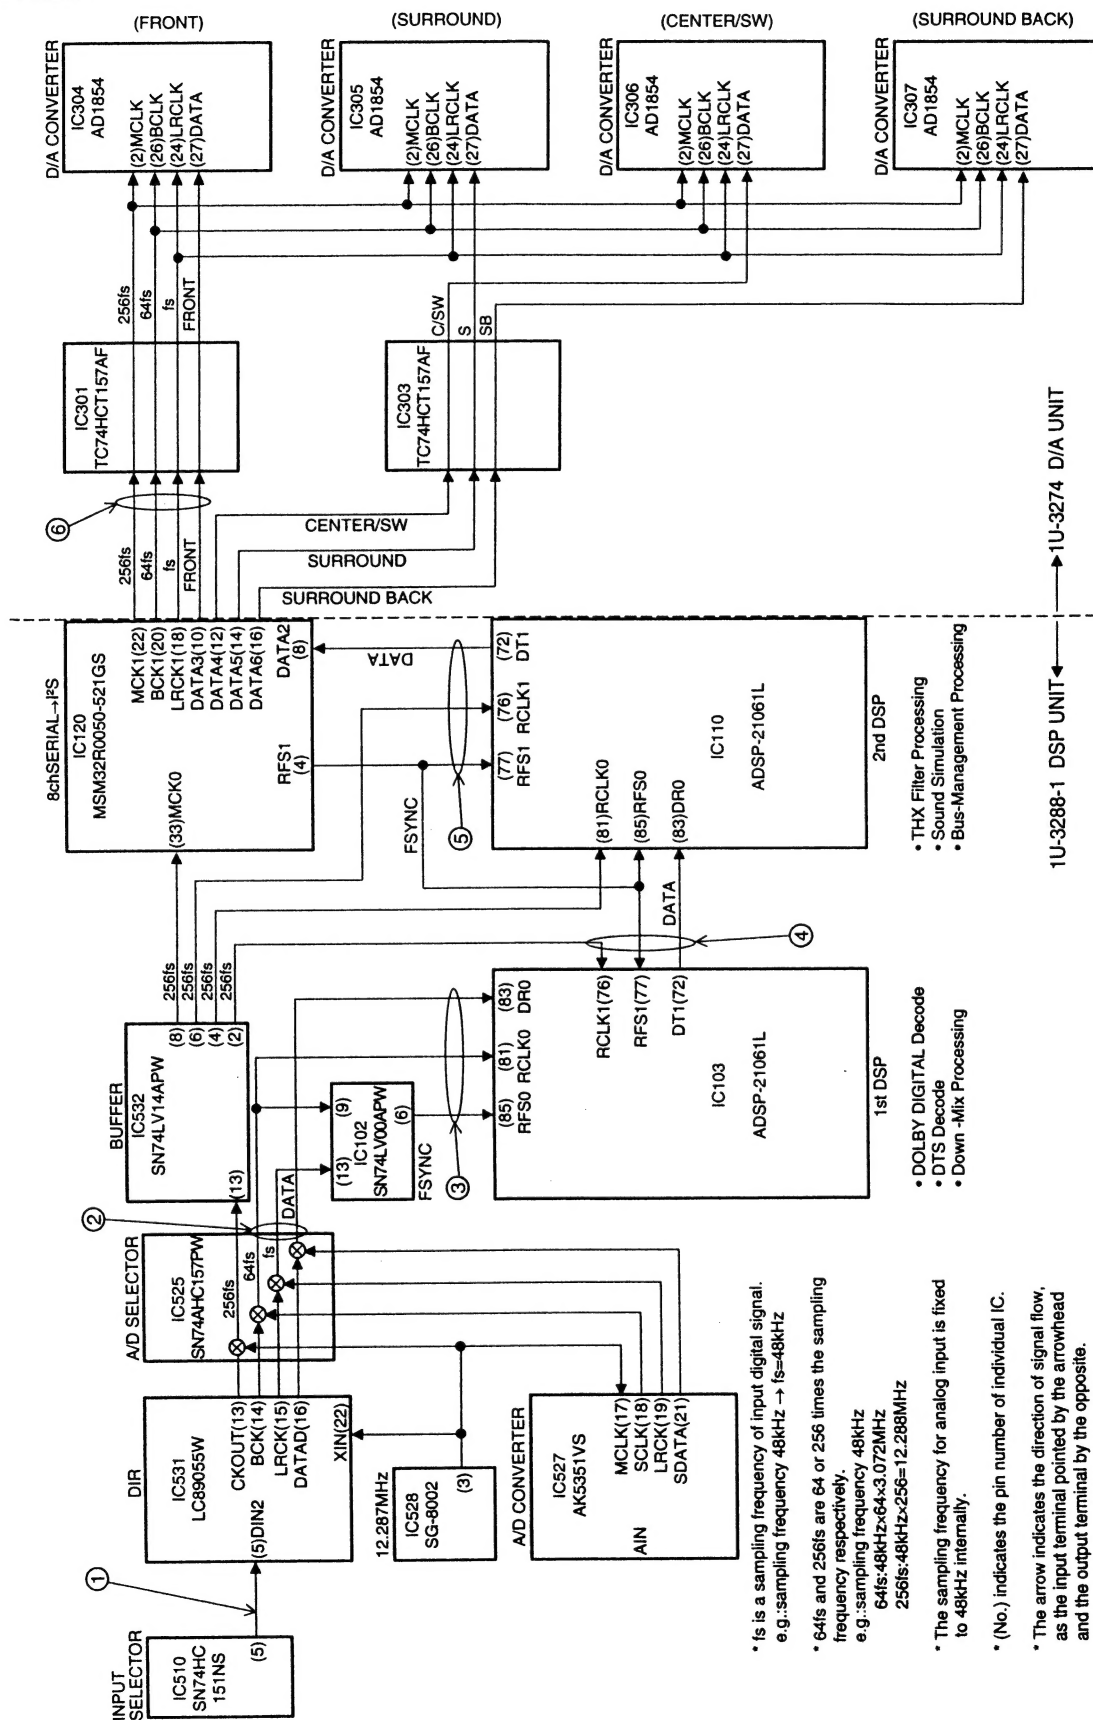 INPUT
SELECTOR
IC510
SN74HC
151NS
(5)
①
DIR
IC531
LC89055W
(5)DIN2
CKOUT(13)
BCK(14)
LRCK(15)
DATAD(16)
XIN(22)
12.287MHz
IC528
SG-8002
(3)
A/D CONVERTER
IC527
AK5351VS
AIN
MCLK(17)
SCLK(18)
LRCK(19)
SDATA(21)
A/D SELECTOR
IC525
SN74AHC157PW
256fs
64fs
fs
DATA
②
BUFFER
IC532
SN74LV14APW
(13)
(8)
(6)
(4)
(2)
256fs
256fs
256fs
256fs
(9)
(13)
IC102
SN74LV00APW
(6)
FSYNC
③
(85)
RFS0
(81)
RCLK0
(83)
DR0
IC103
ADSP-21061L
RCLK1(76)
RFS1(77)
DT1(72)
1st DSP
• DOLBY DIGITAL Decode
• DTS Decode
• Down -Mix Processing
④
DATA
8chSERIAL→I²S
IC120
MSM32R0050-521GS
(33)MCK0
MCK1(22)
BCK1(20)
LRCK1(18)
DATA3(10)
DATA4(12)
DATA5(14)
DATA6(16)
DATA2
(8)
RFS1
(4)
FSYNC
⑤
DATA
(77)
RFS1
(76)
RCLK1
(72)
DT1
(81)RCLK0
(85)RFS0
(83)DR0
IC110
ADSP-21061L
2nd DSP
• THX Filter Processing
• Sound Simulation
• Bus-Management Processing
1U-3288-1 DSP UNIT
1U-3274 D/A UNIT
⑥
256fs
64fs
fs
FRONT
CENTER/SW
SURROUND
SURROUND BACK
IC301
TC74HCT157AF
256fs
64fs
fs
FRONT
IC303
TC74HCT157AF
C/SW
S
SB
(FRONT)
D/A CONVERTER
IC304
AD1854
(2)MCLK
(26)BCLK
(24)LRCLK
(27)DATA
(SURROUND)
D/A CONVERTER
IC305
AD1854
(2)MCLK
(26)BCLK
(24)LRCLK
(27)DATA
(CENTER/SW)
D/A CONVERTER
IC306
AD1854
(2)MCLK
(26)BCLK
(24)LRCLK
(27)DATA
(SURROUND BACK)
D/A CONVERTER
IC307
AD1854
(2)MCLK
(26)BCLK
(24)LRCLK
(27)DATA
* fs is a sampling frequency of input digital signal.
e.g.:sampling frequency 48kHz → fs=48kHz
* 64fs and 256fs are 64 or 256 times the sampling
frequency respectively.
e.g.:sampling frequency 48kHz
64fs:48kHz×64×3.072MHz
256fs:48kHz×256=12.288MHz
* The sampling frequency for analog input is fixed
to 48kHz internally.
* (No.) indicates the pin number of individual IC.
* The arrow indicates the direction of signal flow,
as the input terminal pointed by the arrowhead
and the output terminal by the opposite.